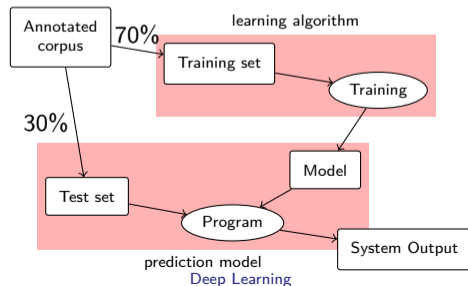 learning algorithm
Annotated
corpus
70%
Training set
Training
30%
Model
Test set
Program
System Output
prediction model
Deep Learning